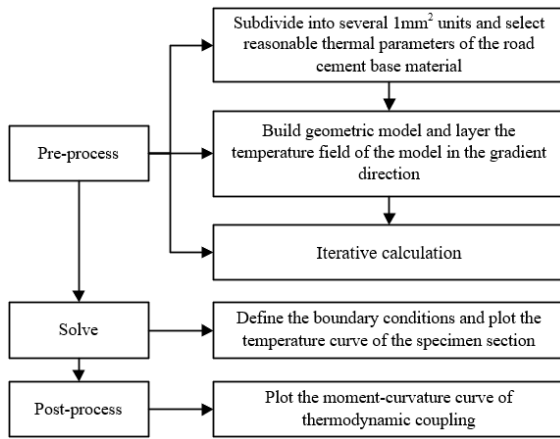 Subdivide into several 1mm² units and select
reasonable thermal parameters of the road
cement base material
Pre-process
Build geometric model and layer the
temperature field of the model in the gradient
direction
Iterative calculation
Solve
Define the boundary conditions and plot the
temperature curve of the specimen section
Post-process
Plot the moment-curvature curve of
thermodynamic coupling